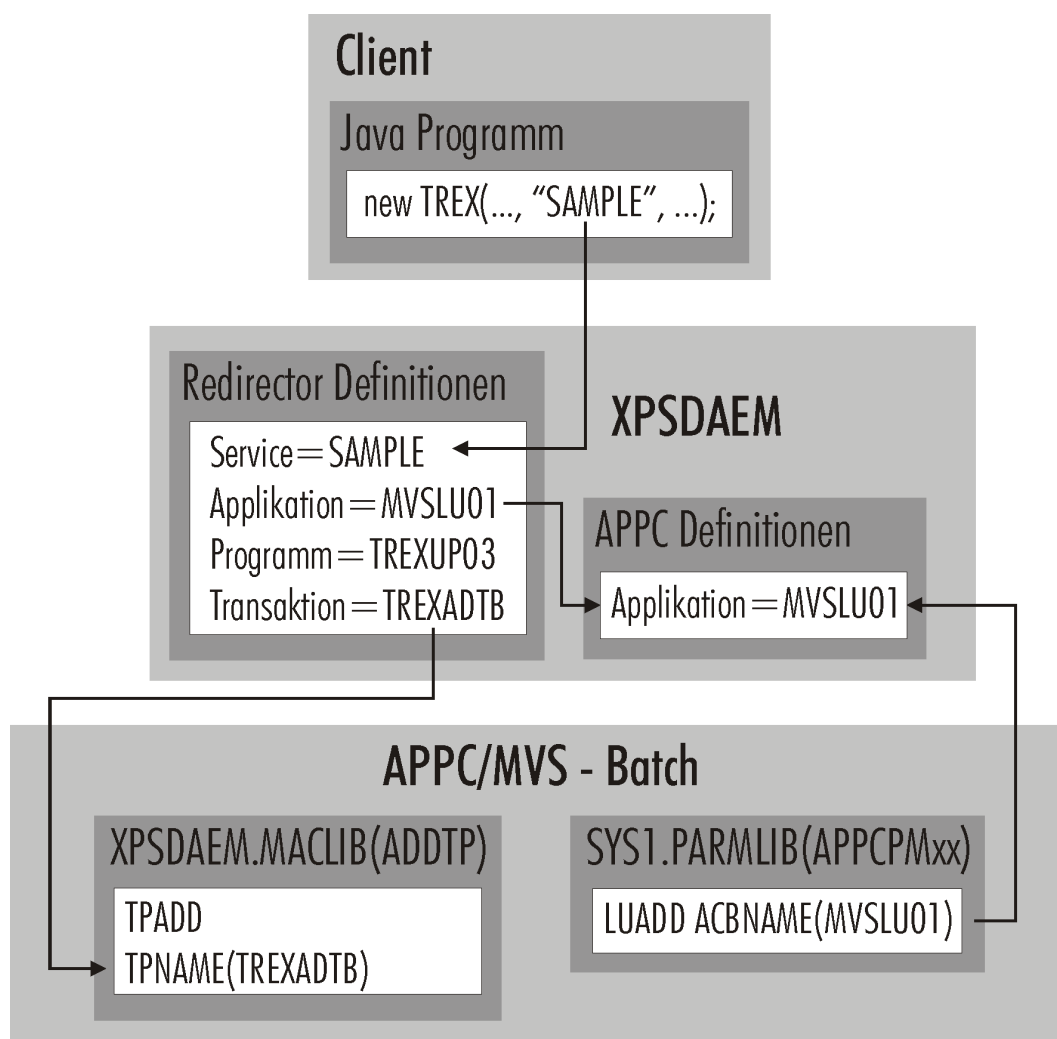 Client
Java Programm
new TREX(..., “SAMPLE”, ...);
Redirector Definitionen
Service=SAMPLE
Applikation=MVSLU01
Programm=TREXUP03
Transaktion=TREXADTB
XPSDAEM
APPC Definitionen
Applikation=MVSLU01
APPC/MVS - Batch
XPSDAEM.MACLIB(ADDTP)
TPADD
TPNAME(TREXADTB)
SYS1.PARMLIB(APPCPMxx)
LUADD ACBNAME(MVSLU01)